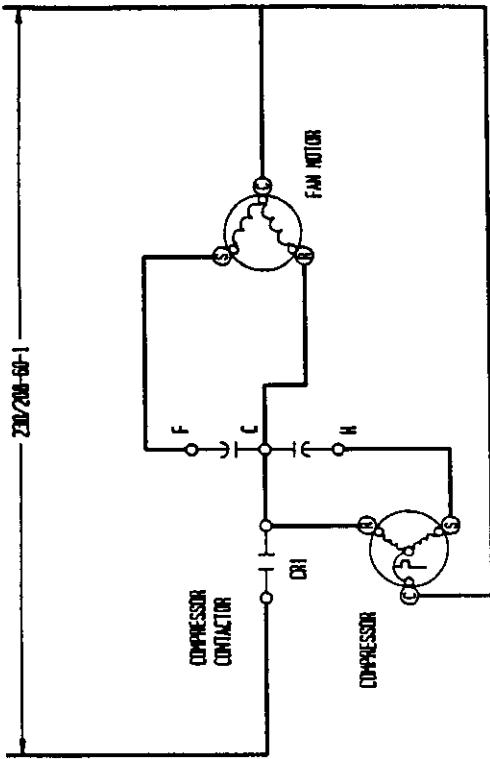 230/208-60-1
COMPRESSOR
CONTACTOR
CR1
F
C
H
S
C
R
FAN MOTOR
COMPRESSOR
R
C
S